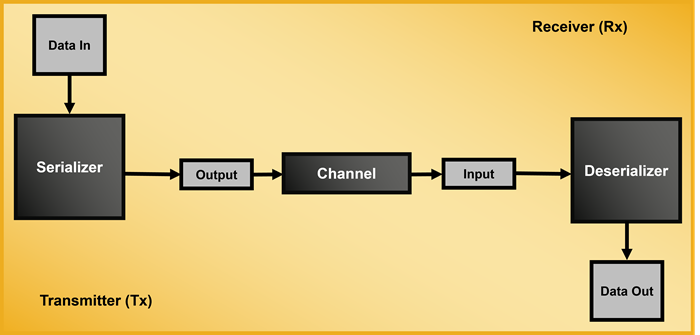 Data In
Receiver (Rx)
Serializer
Output
Channel
Input
Deserializer
Transmitter (Tx)
Data Out